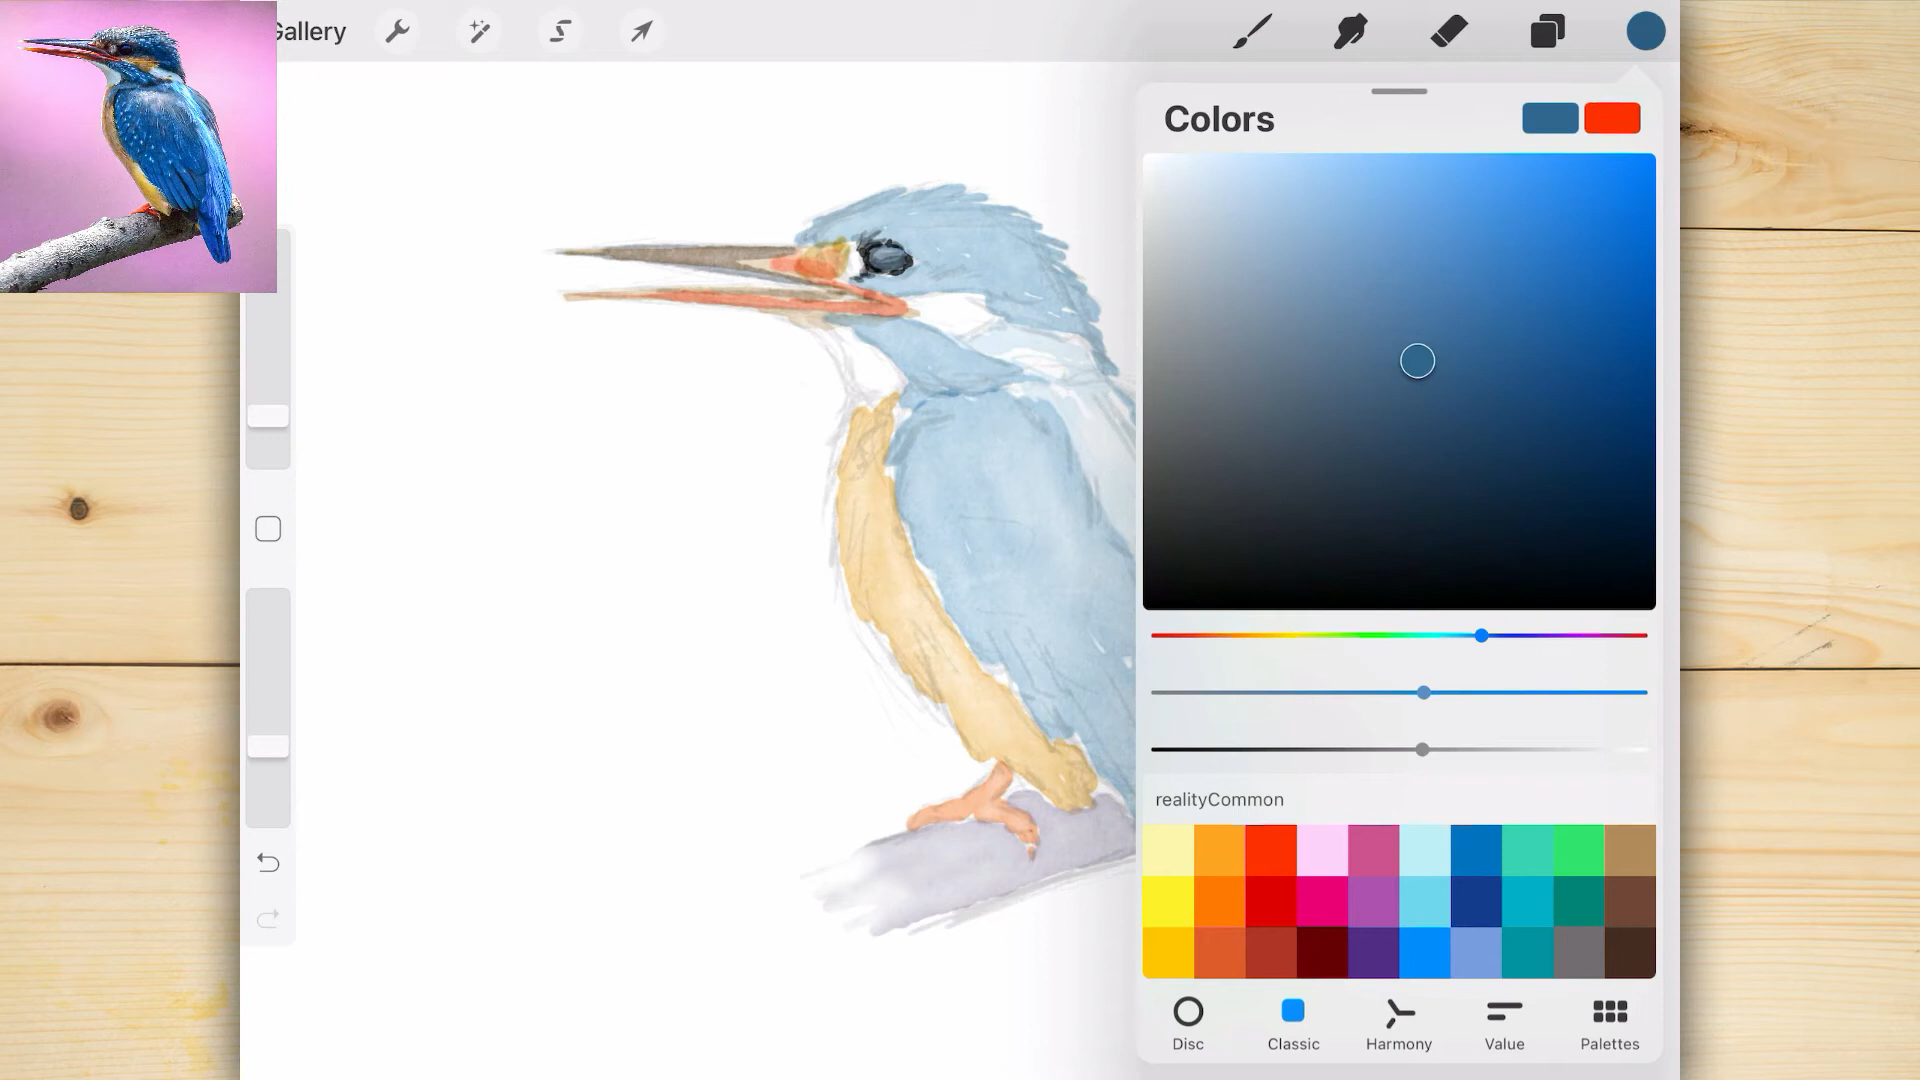 Gallery
Colors
realityCommon
Disc
Classic
Harmony
Value
Palettes